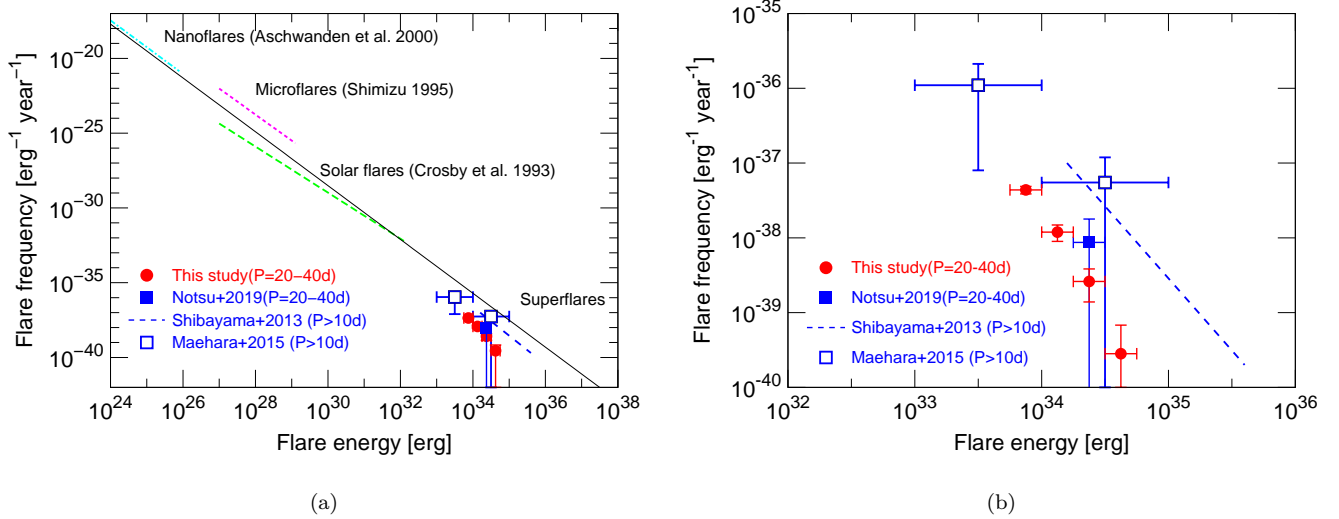 Flare frequency [erg⁻¹ year⁻¹]
10⁻²⁰
10⁻²⁵
10⁻³⁰
10⁻³⁵
10⁻⁴⁰
Nanoflares (Aschwanden et al. 2000)
Microflares (Shimizu 1995)
Solar flares (Crosby et al. 1993)
Superflares
This study(P=20−40d)
Notsu+2019(P=20−40d)
Shibayama+2013 (P>10d)
Maehara+2015 (P>10d)
10²⁴ 10²⁶ 10²⁸ 10³⁰ 10³² 10³⁴ 10³⁶ 10³⁸
Flare energy [erg]
(a)
Flare frequency [erg⁻¹ year⁻¹]
10⁻³⁵
10⁻³⁶
10⁻³⁷
10⁻³⁸
10⁻³⁹
10⁻⁴⁰
This study(P=20-40d)
Notsu+2019(P=20-40d)
Shibayama+2013 (P>10d)
Maehara+2015 (P>10d)
10³² 10³³ 10³⁴ 10³⁵ 10³⁶
Flare energy [erg]
(b)